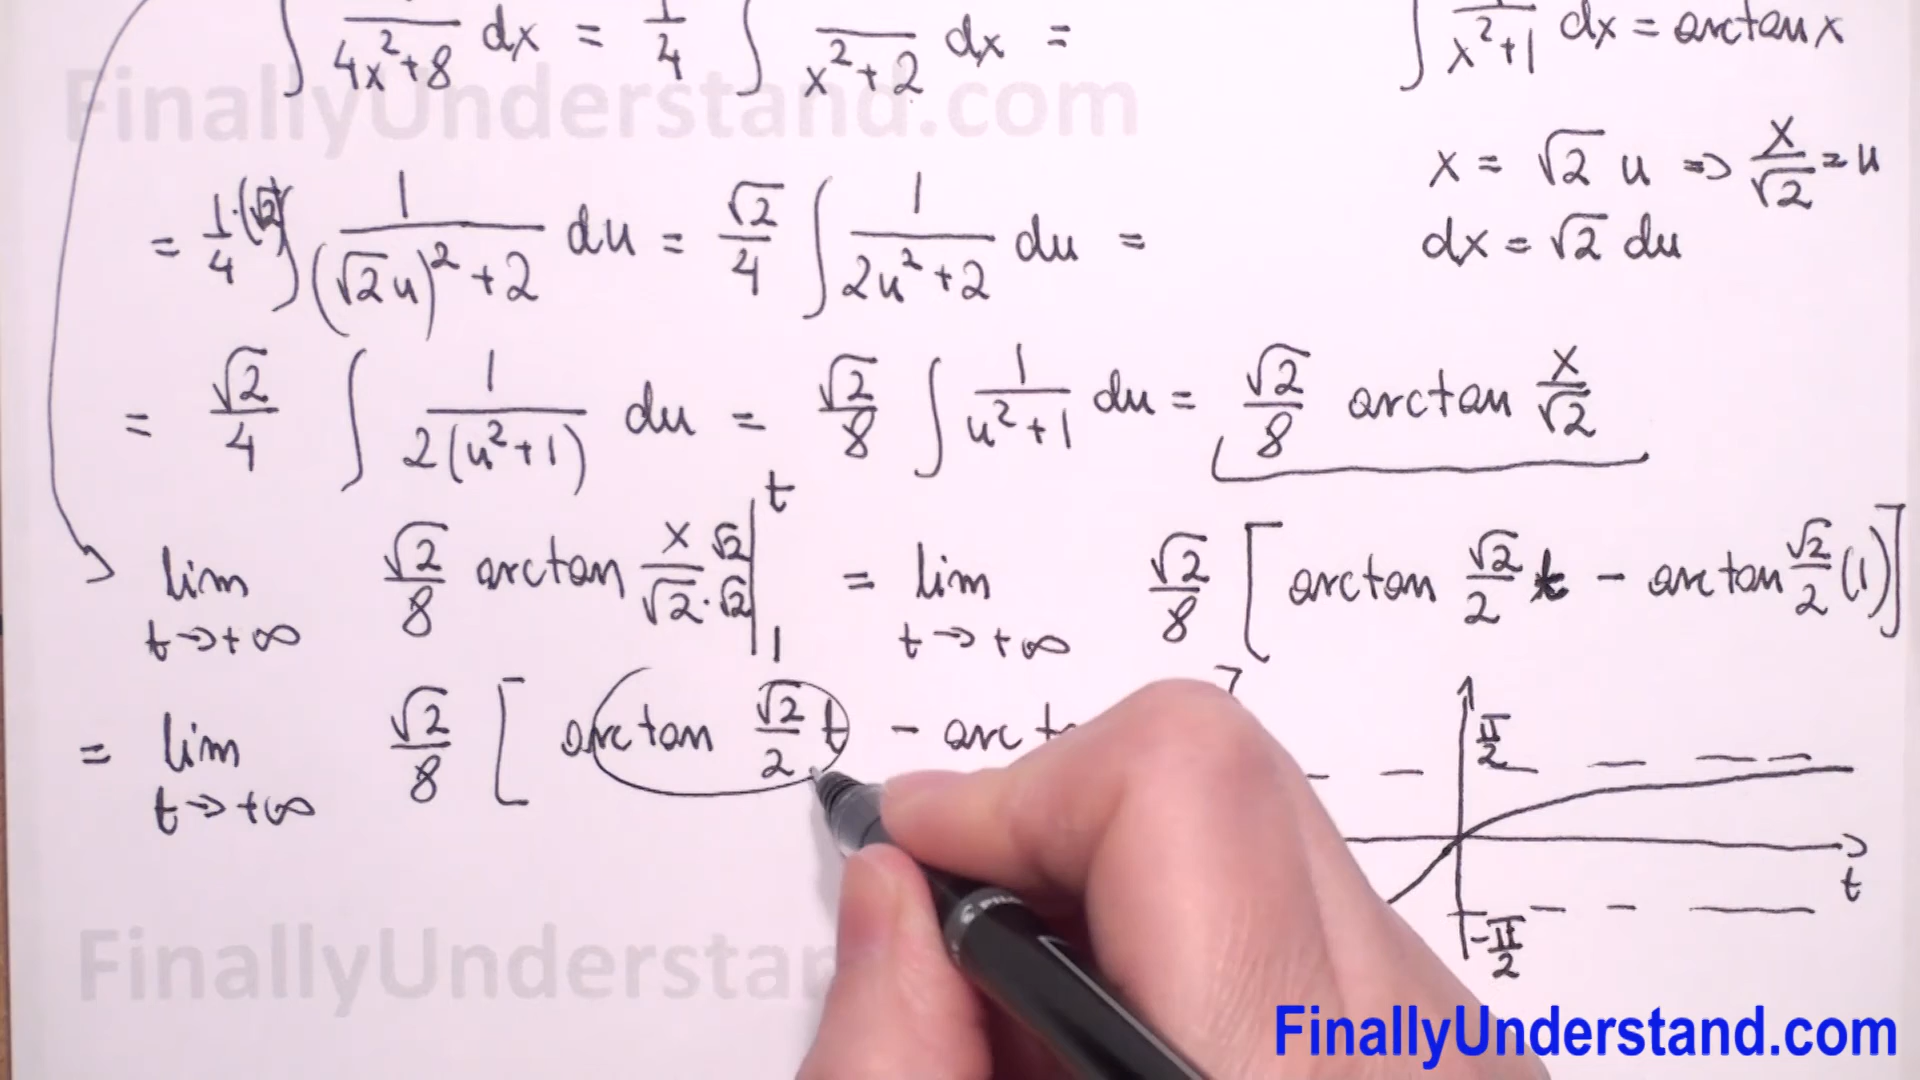 ∫ 1/(4x²+8) dx = 1/4 ∫ /(x²+2) dx =
∫ 1/(x²+1) dx = arctan x
FinallyUnderstand.com
x = √2 u => x/√2 = u
dx = √2 du
= 1/4·(√2) ∫ 1/((√2u)²+2) du = √2/4 ∫ 1/(2u²+2) du =
= √2/4 ∫ 1/(2(u²+1)) du = √2/8 ∫ 1/(u²+1) du = √2/8 arctan x/√2
lim t→+∞ √2/8 arctan x·√2/(√2·√2) |₁ᵗ = lim t→+∞ √2/8 [arctan √2/2 t − arctan √2/2 (1)]
= lim t→+∞ √2/8 [ arctan √2/2 t − arct ]
π/2
t
−π/2
FinallyUnderstand
FinallyUnderstand.com